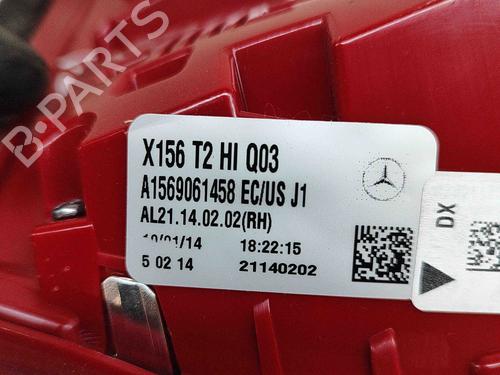 B-PARTS
X156 T2 HI Q03
A1569061458 EC/US J1
AL21.14.02.02(RH)
18:22:15
5 02 14 21140202
DX